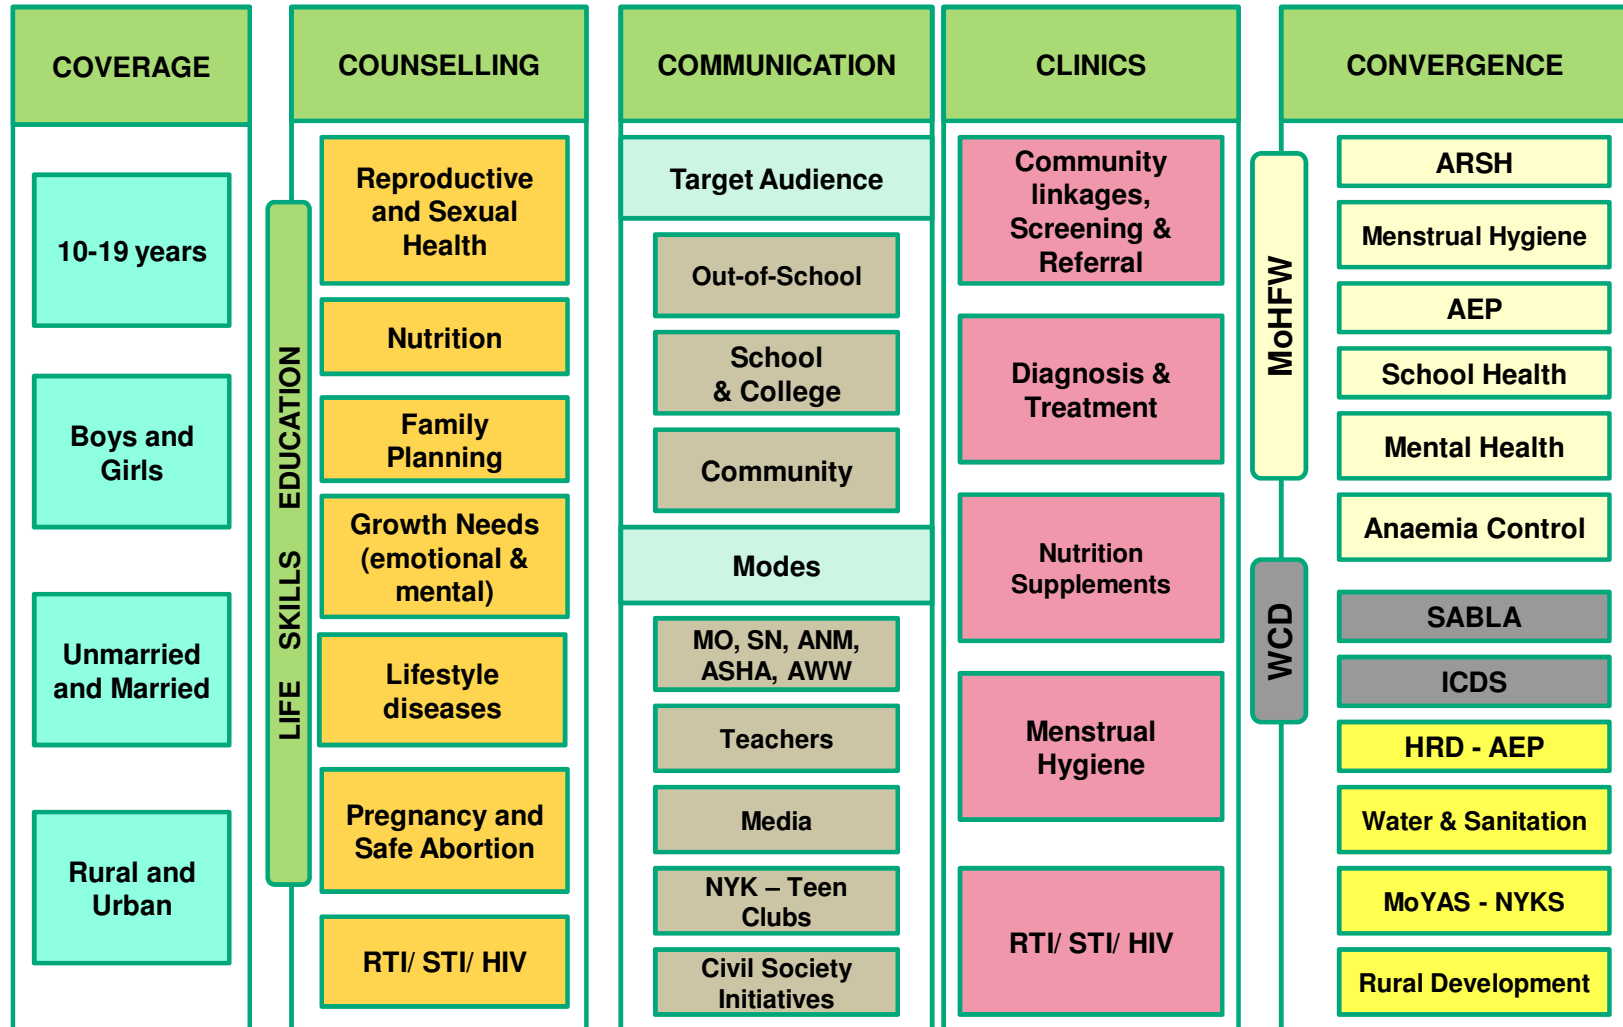 COVERAGE
10-19 years
Boys and
Girls
Unmarried
and Married
Rural and
Urban
LIFE SKILLS EDUCATION
COUNSELLING
Reproductive
and Sexual
Health
Nutrition
Family
Planning
Growth Needs
(emotional &
mental)
Lifestyle
diseases
Pregnancy and
Safe Abortion
RTI/ STI/ HIV
COMMUNICATION
Target Audience
Out-of-School
School
& College
Community
Modes
MO, SN, ANM,
ASHA, AWW
Teachers
Media
NYK – Teen
Clubs
Civil Society
Initiatives
CLINICS
Community
linkages,
Screening &
Referral
Diagnosis &
Treatment
Nutrition
Supplements
Menstrual
Hygiene
RTI/ STI/ HIV
CONVERGENCE
MoHFW
ARSH
Menstrual Hygiene
AEP
School Health
Mental Health
Anaemia Control
WCD
SABLA
ICDS
HRD - AEP
Water & Sanitation
MoYAS - NYKS
Rural Development